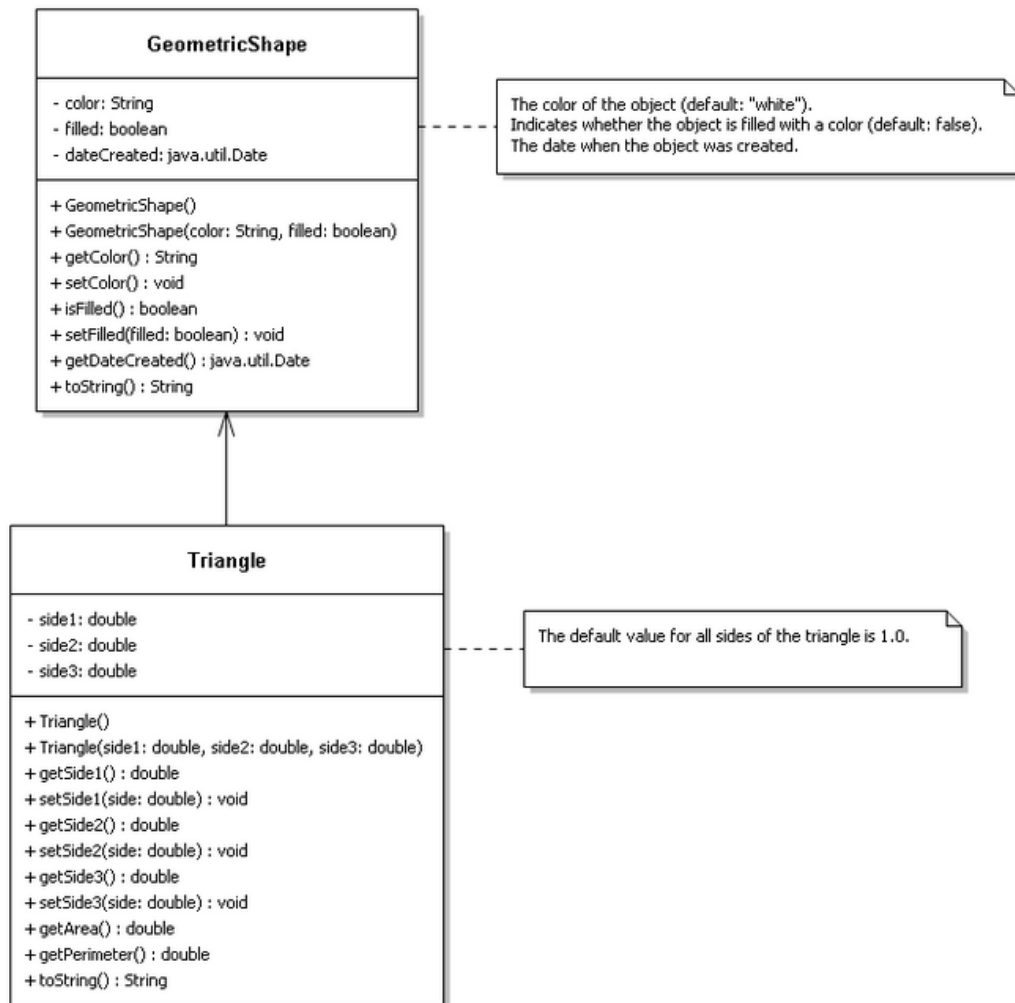 GeometricShape
- color: String
- filled: boolean
- dateCreated: java.util.Date
+ GeometricShape()
+ GeometricShape(color: String, filled: boolean)
+ getColor() : String
+ setColor() : void
+ isFilled() : boolean
+ setFilled(filled: boolean) : void
+ getDateCreated() : java.util.Date
+ toString() : String
The color of the object (default: "white").
Indicates whether the object is filled with a color (default: false).
The date when the object was created.
Triangle
- side1: double
- side2: double
- side3: double
+ Triangle()
+ Triangle(side1: double, side2: double, side3: double)
+ getSide1() : double
+ setSide1(side: double) : void
+ getSide2() : double
+ setSide2(side: double) : void
+ getSide3() : double
+ setSide3(side: double) : void
+ getArea() : double
+ getPerimeter() : double
+ toString() : String
The default value for all sides of the triangle is 1.0.